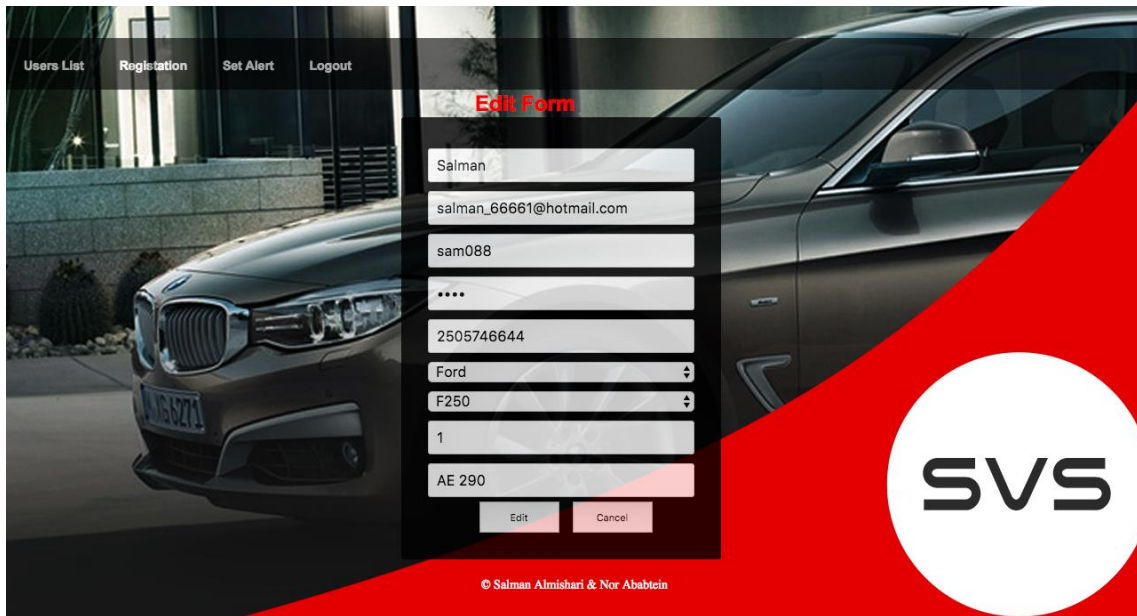 Users List Registation Set Alert Logout
Edit Form
Salman
salman_66661@hotmail.com
sam088
••••
2505746644
Ford
F250
1
AE 290
Edit Cancel
SVS
© Salman Almishari & Nor Ababtein